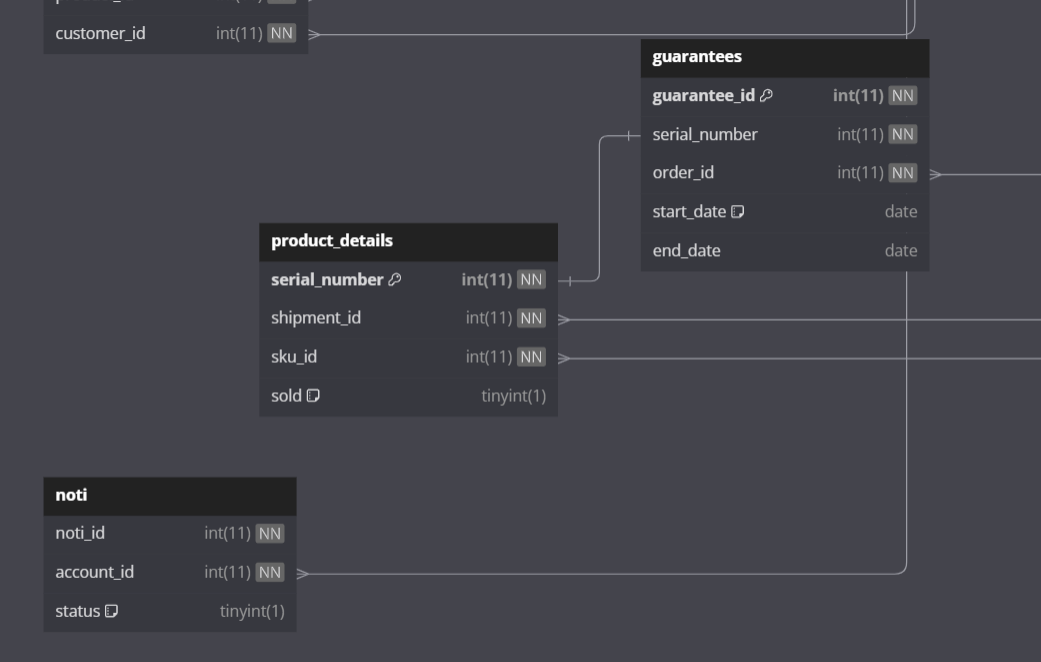 customer_id int(11) NN
guarantees
guarantee_id int(11) NN
serial_number int(11) NN
order_id int(11) NN
start_date date
end_date date
product_details
serial_number int(11) NN
shipment_id int(11) NN
sku_id int(11) NN
sold tinyint(1)
noti
noti_id int(11) NN
account_id int(11) NN
status tinyint(1)